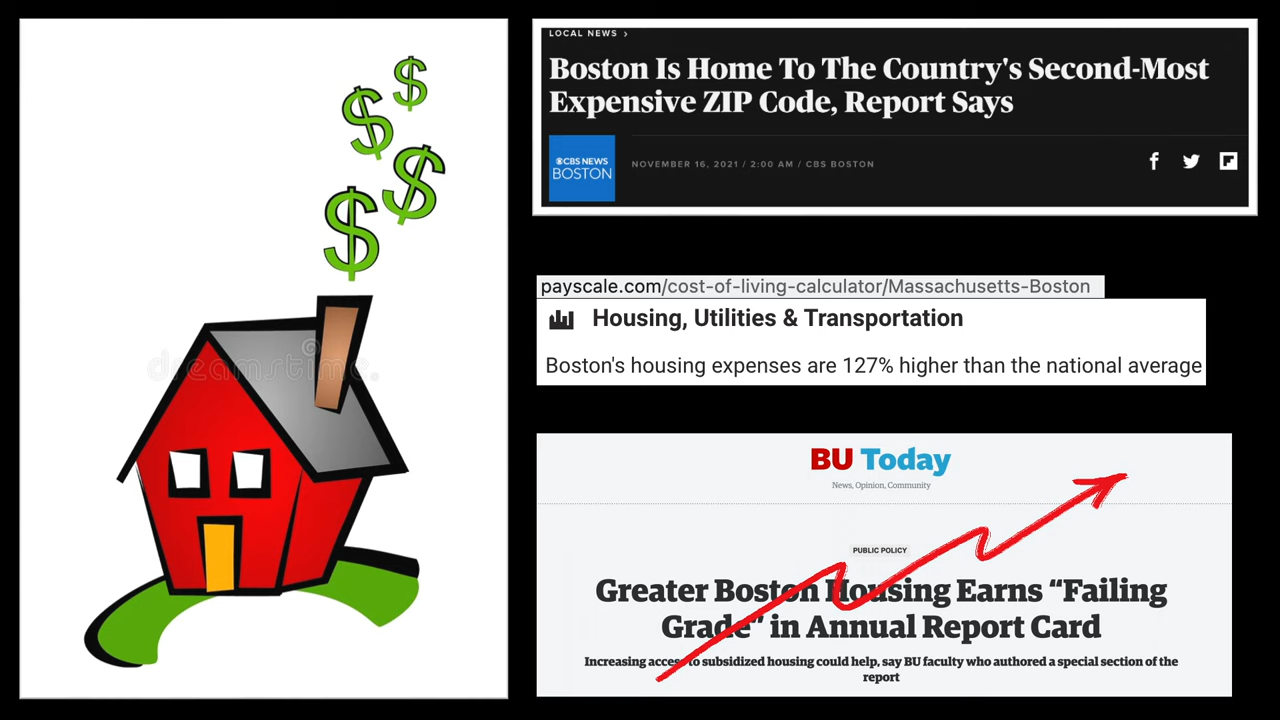 $
$
$
$
dreamstime.
LOCAL NEWS ›
Boston Is Home To The Country's Second-Most
Expensive ZIP Code, Report Says
CBS NEWS
BOSTON
NOVEMBER 16, 2021 / 2:00 AM / CBS BOSTON
payscale.com/cost-of-living-calculator/Massachusetts-Boston
Housing, Utilities & Transportation
Boston's housing expenses are 127% higher than the national average
BU Today
News, Opinion, Community
PUBLIC POLICY
Greater Boston Housing Earns “Failing
Grade” in Annual Report Card
Increasing access to subsidized housing could help, say BU faculty who authored a special section of the
report